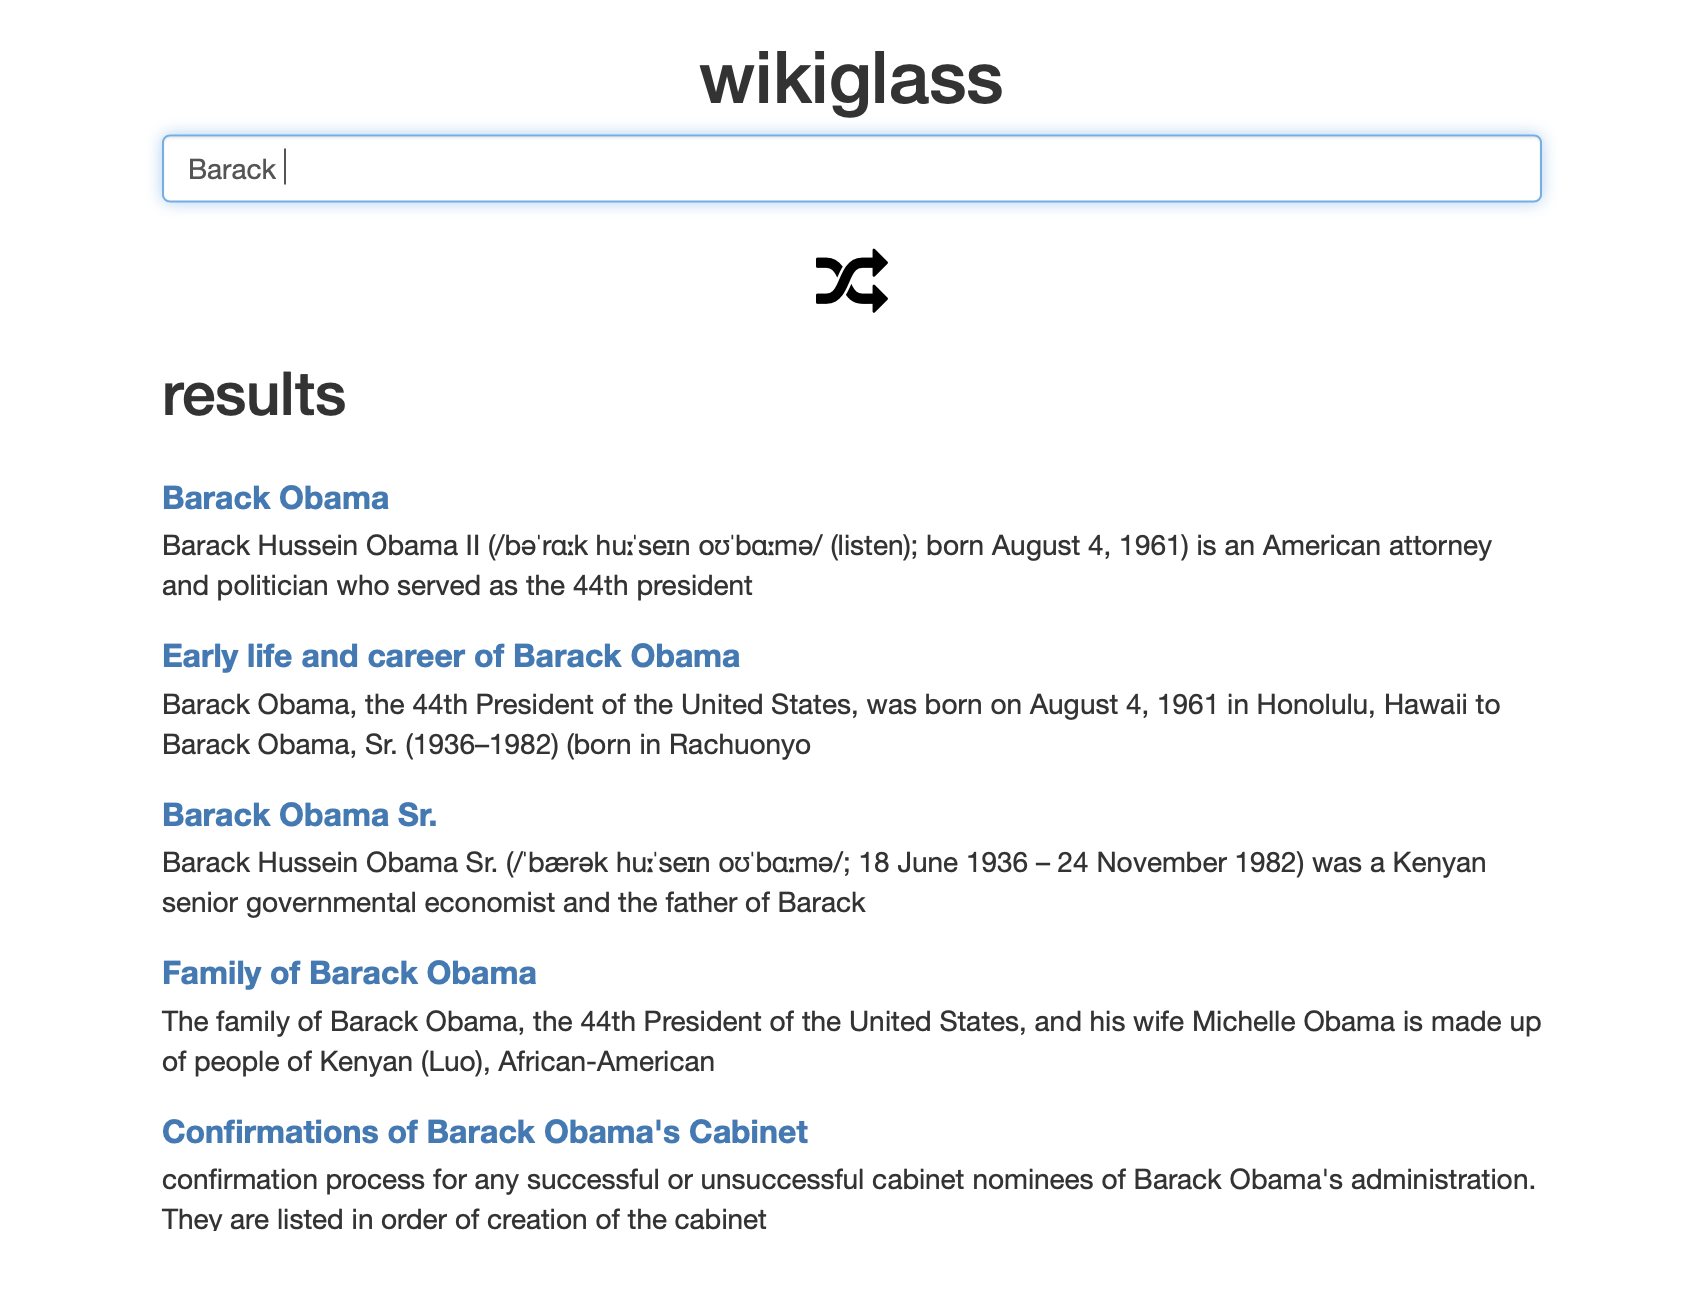 wikiglass
Barack
results
Barack Obama
Barack Hussein Obama II (/bəˈrɑːk huːˈseɪn oʊˈbɑːmə/ (listen); born August 4, 1961) is an American attorney
and politician who served as the 44th president
Early life and career of Barack Obama
Barack Obama, the 44th President of the United States, was born on August 4, 1961 in Honolulu, Hawaii to
Barack Obama, Sr. (1936–1982) (born in Rachuonyo
Barack Obama Sr.
Barack Hussein Obama Sr. (/ˈbærək huːˈseɪn oʊˈbɑːmə/; 18 June 1936 – 24 November 1982) was a Kenyan
senior governmental economist and the father of Barack
Family of Barack Obama
The family of Barack Obama, the 44th President of the United States, and his wife Michelle Obama is made up
of people of Kenyan (Luo), African-American
Confirmations of Barack Obama's Cabinet
confirmation process for any successful or unsuccessful cabinet nominees of Barack Obama's administration.
They are listed in order of creation of the cabinet